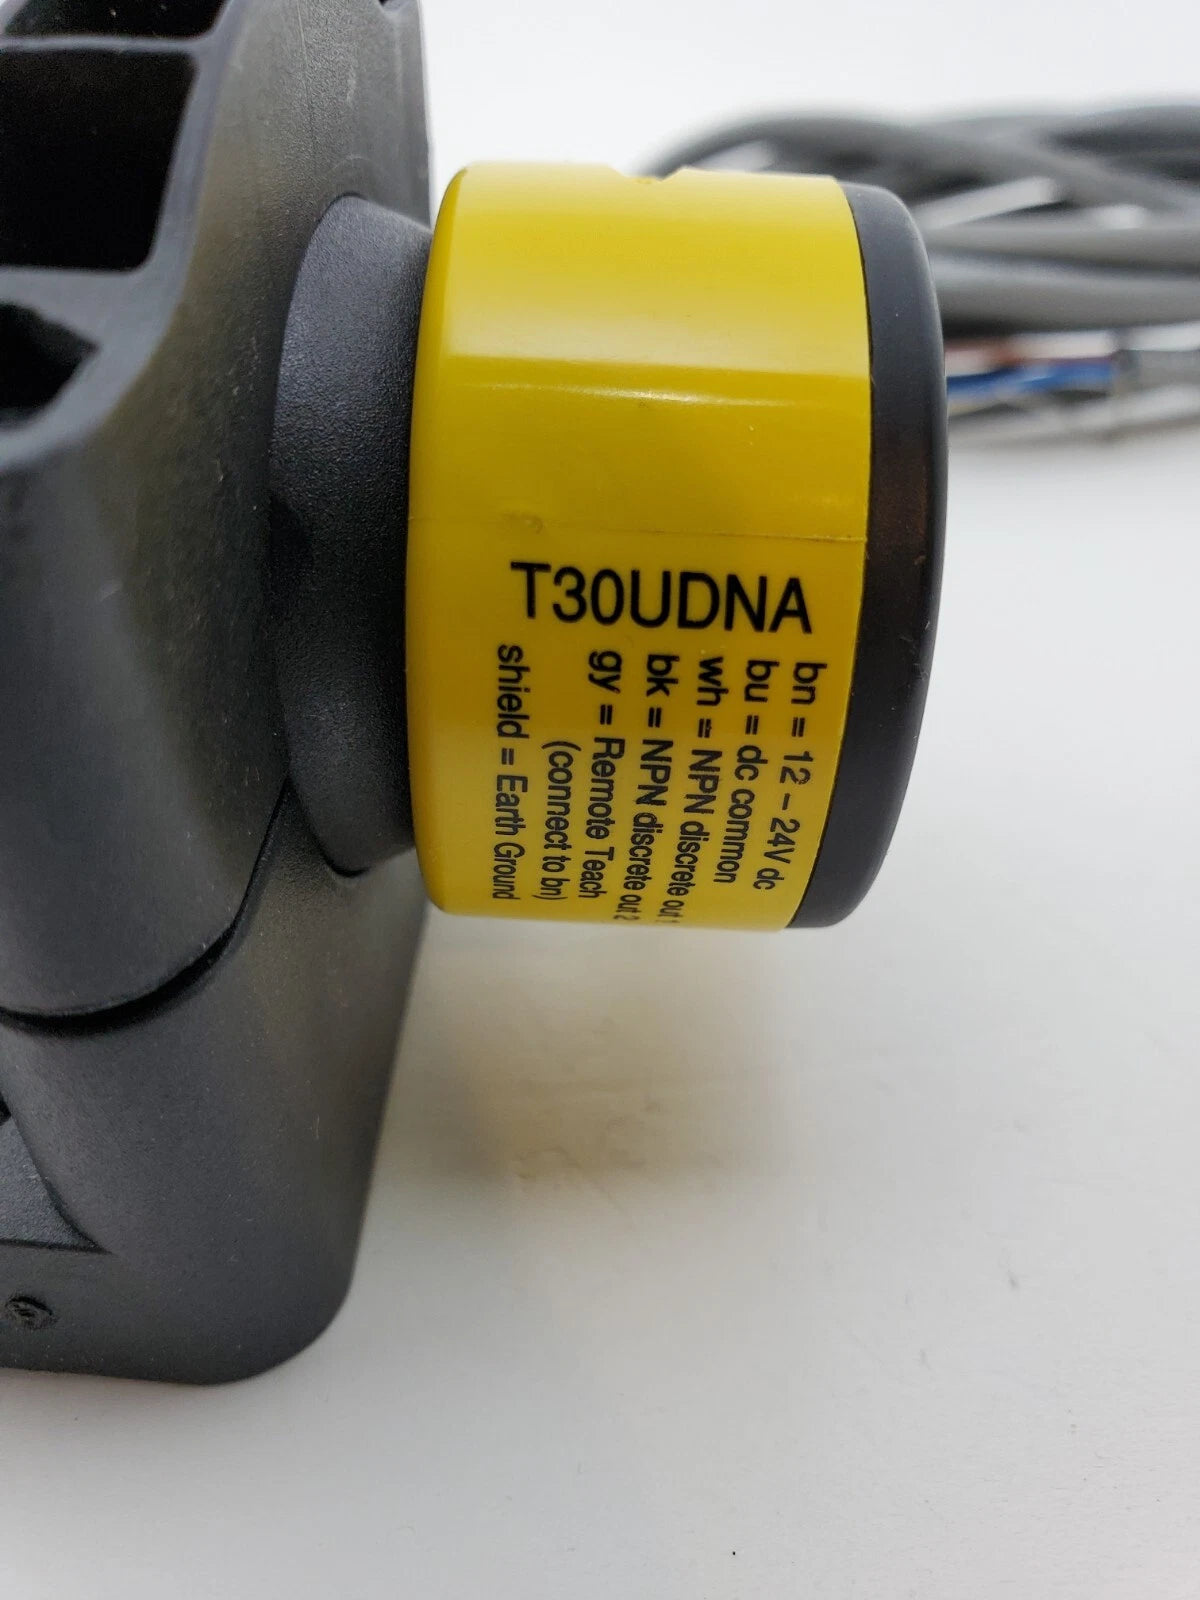 T30UDNA
bn = 12 - 24V dc
bu = dc common
wh = NPN discrete out 1
bk = NPN discrete out 2
gy = Remote Teach
(connect to bn)
shield = Earth Ground